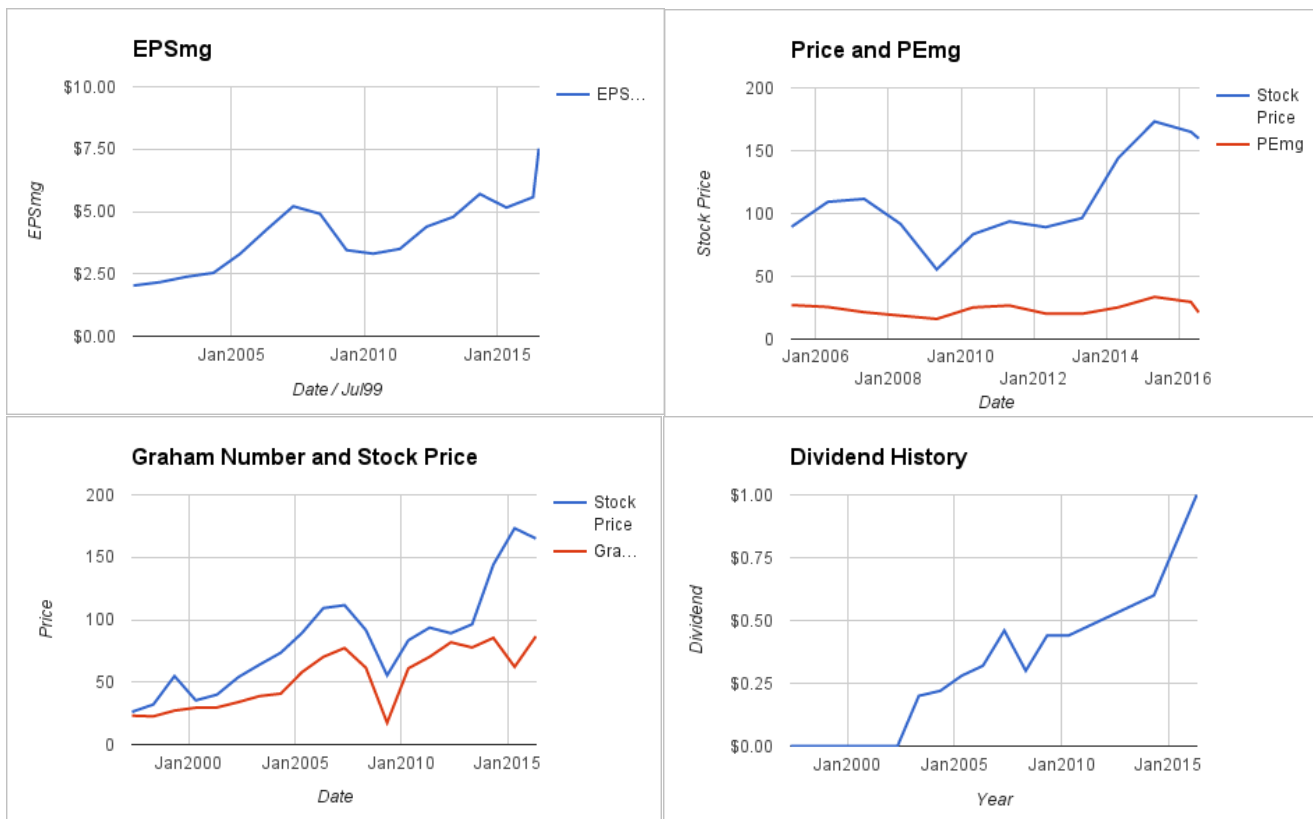 EPSmg
$10.00
$7.50
$5.00
$2.50
$0.00
EPSmg
Jan2005 Jan2010 Jan2015
Date / Jul99
EPS...
Price and PEmg
200
150
100
50
0
Stock Price
Jan2006 Jan2010 Jan2014
Jan2008 Jan2012 Jan2016
Date
Stock
Price
PEmg
Graham Number and Stock Price
200
150
100
50
0
Price
Jan2000 Jan2005 Jan2010 Jan2015
Date
Stock
Price
Gra...
Dividend History
$1.00
$0.75
$0.50
$0.25
$0.00
Dividend
Jan2000 Jan2005 Jan2010 Jan2015
Year